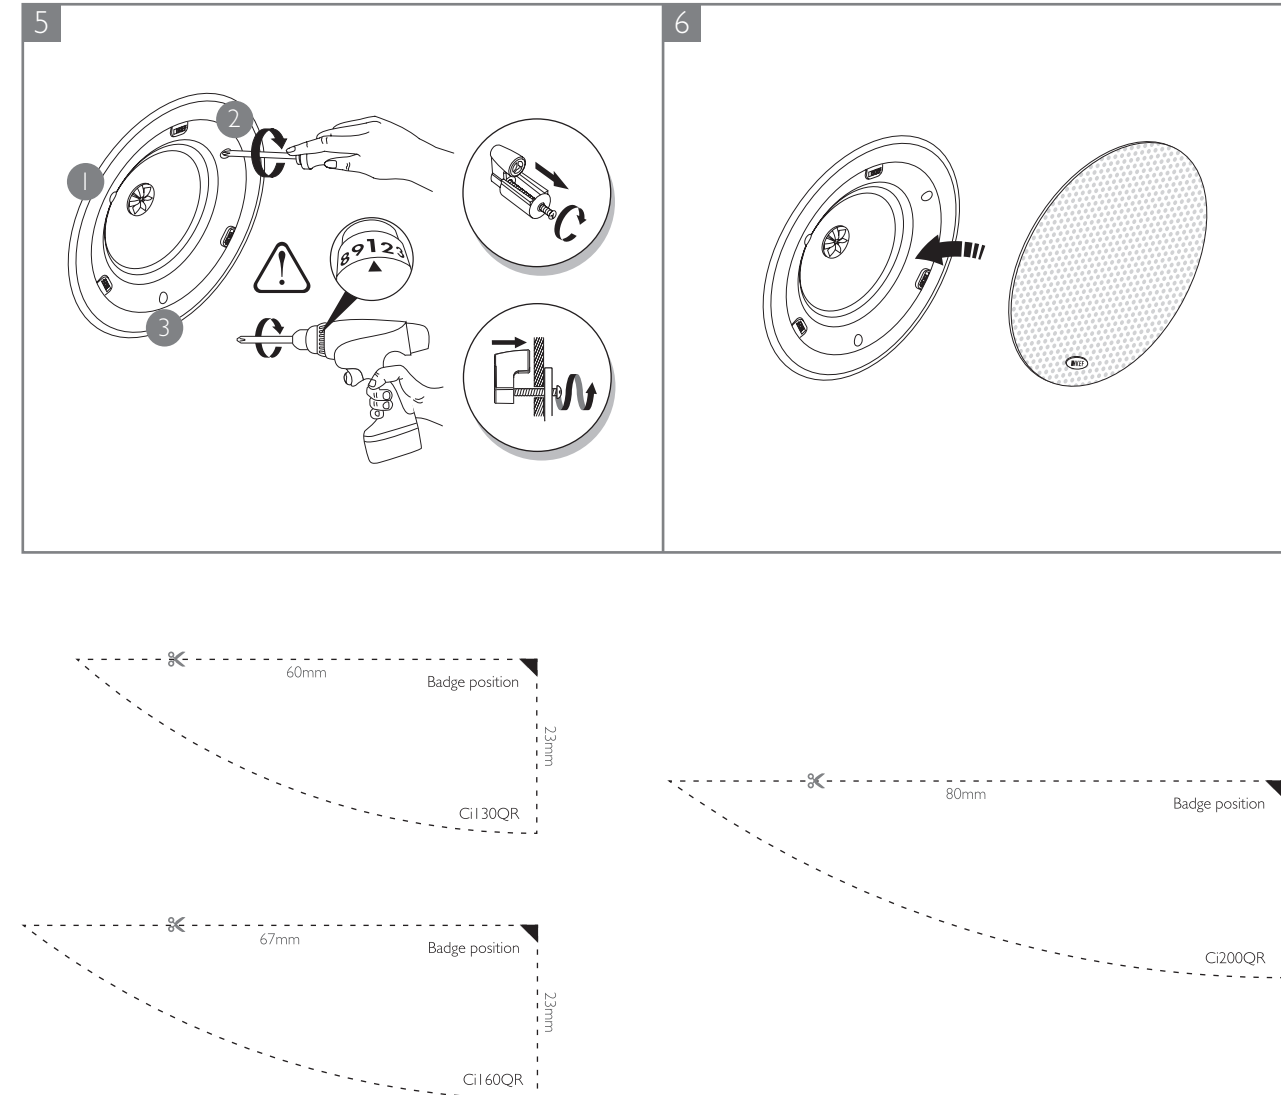 5
6
1
2
3
89123
KEF
60mm
Badge position
23mm
Ci130QR
80mm
Badge position
Ci200QR
67mm
Badge position
23mm
Ci160QR